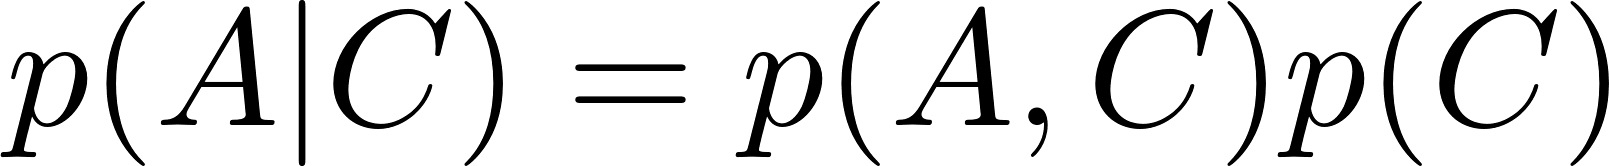 p(A|C) = p(A, C)p(C)